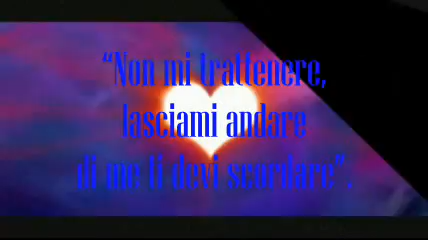 “Non mi trattenere,
lasciami andare
di me ti devi scordare”.